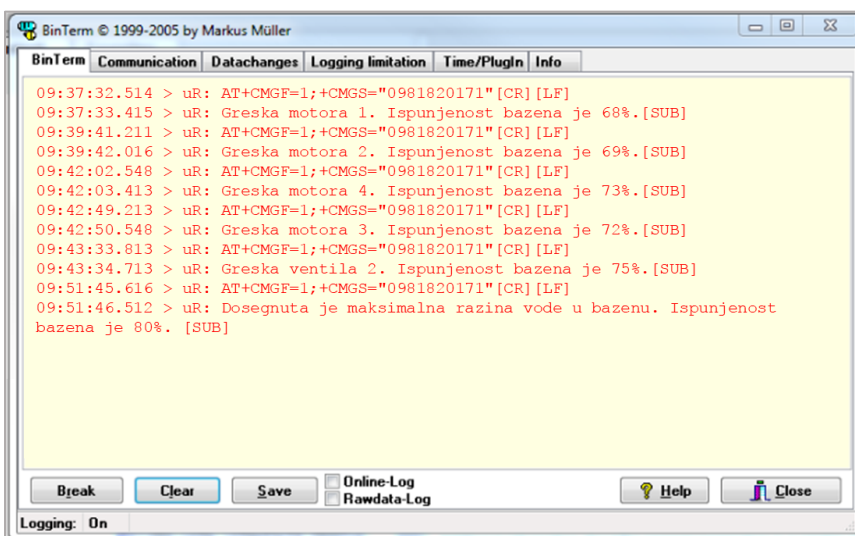 BinTerm © 1999-2005 by Markus Müller
BinTerm Communication Datachanges Logging limitation Time/PlugIn Info
09:37:32.514 > uR: AT+CMGF=1;+CMGS="0981820171"[CR][LF]
09:37:33.415 > uR: Greska motora 1. Ispunjenost bazena je 68%.[SUB]
09:39:41.211 > uR: AT+CMGF=1;+CMGS="0981820171"[CR][LF]
09:39:42.016 > uR: Greska motora 2. Ispunjenost bazena je 69%.[SUB]
09:42:02.548 > uR: AT+CMGF=1;+CMGS="0981820171"[CR][LF]
09:42:03.413 > uR: Greska motora 4. Ispunjenost bazena je 73%.[SUB]
09:42:49.213 > uR: AT+CMGF=1;+CMGS="0981820171"[CR][LF]
09:42:50.548 > uR: Greska motora 3. Ispunjenost bazena je 72%.[SUB]
09:43:33.813 > uR: AT+CMGF=1;+CMGS="0981820171"[CR][LF]
09:43:34.713 > uR: Greska ventila 2. Ispunjenost bazena je 75%.[SUB]
09:51:45.616 > uR: AT+CMGF=1;+CMGS="0981820171"[CR][LF]
09:51:46.512 > uR: Dosegnuta je maksimalna razina vode u bazenu. Ispunjenost
bazena je 80%. [SUB]
Break Clear Save Online-Log Help Close
Rawdata-Log
Logging: On